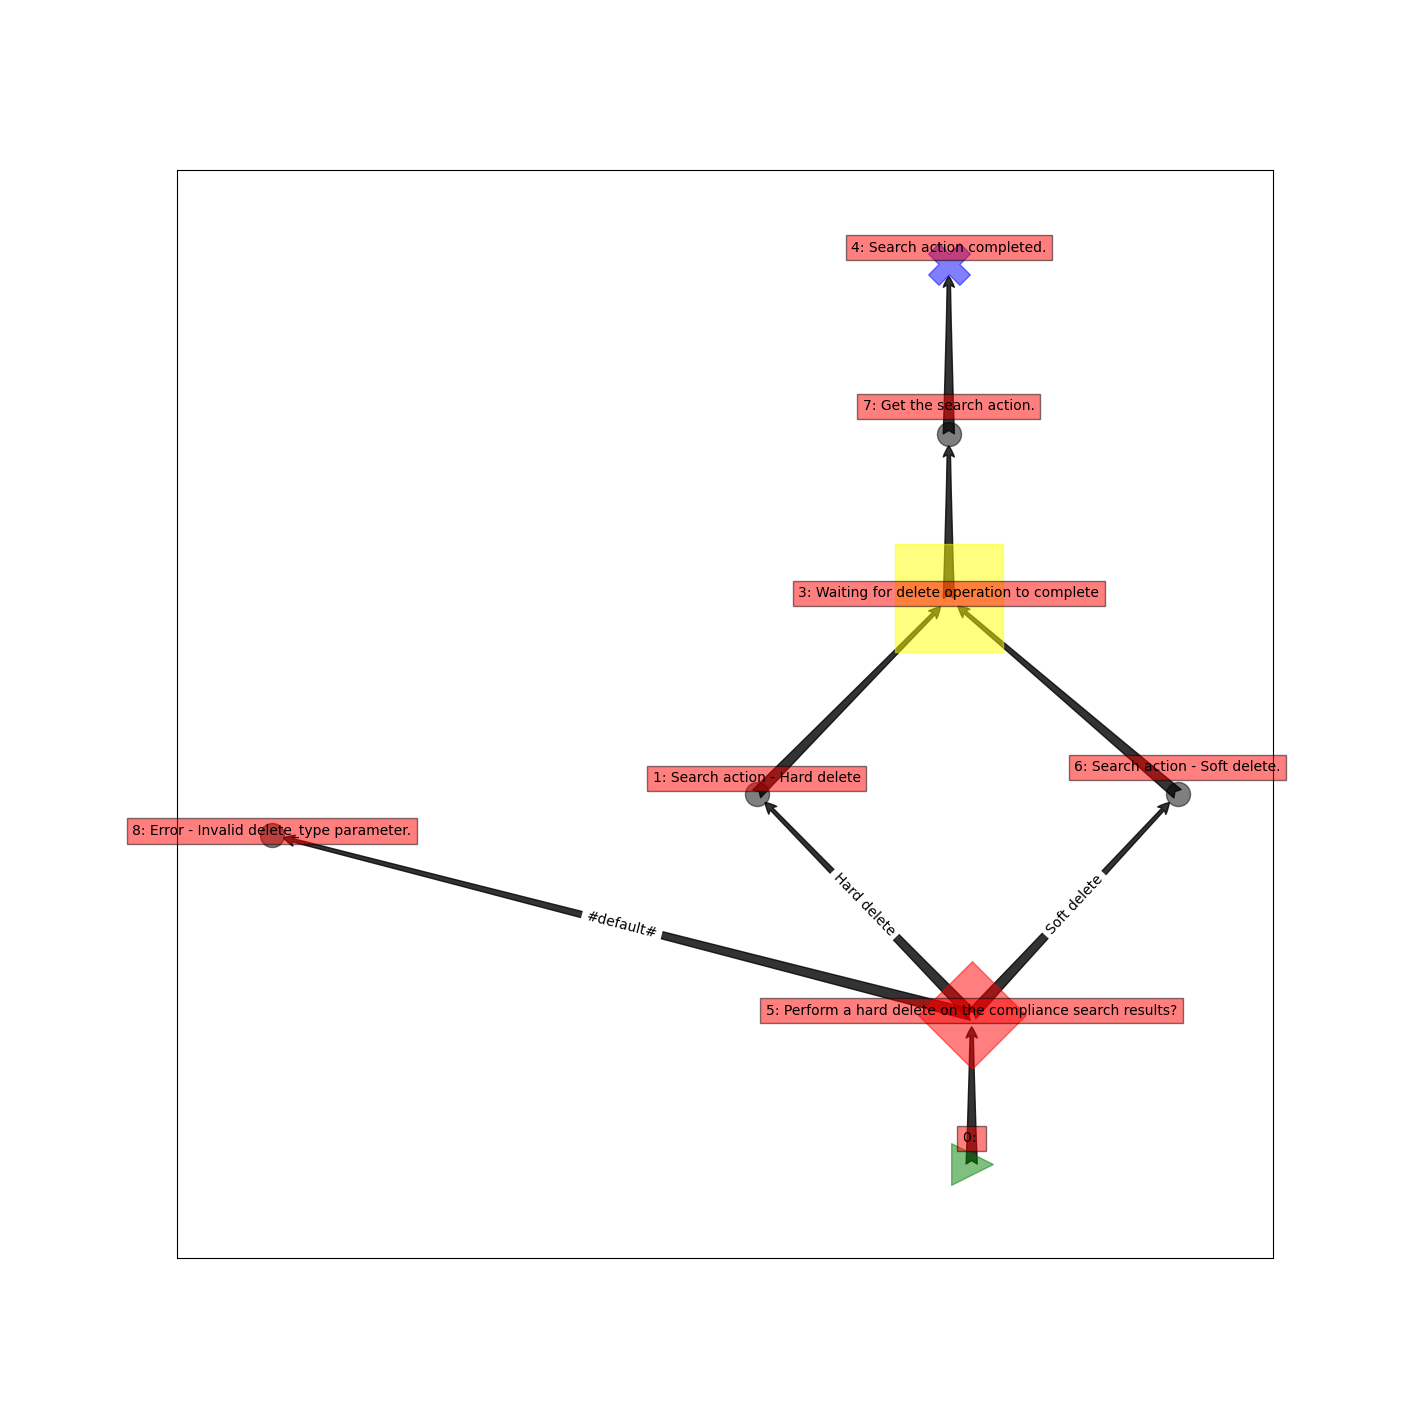 4: Search action completed.
7: Get the search action.
3: Waiting for delete operation to complete
1: Search action - Hard delete
6: Search action - Soft delete.
8: Error - Invalid delete_type parameter.
Hard delete
Soft delete
#default#
5: Perform a hard delete on the compliance search results?
0: